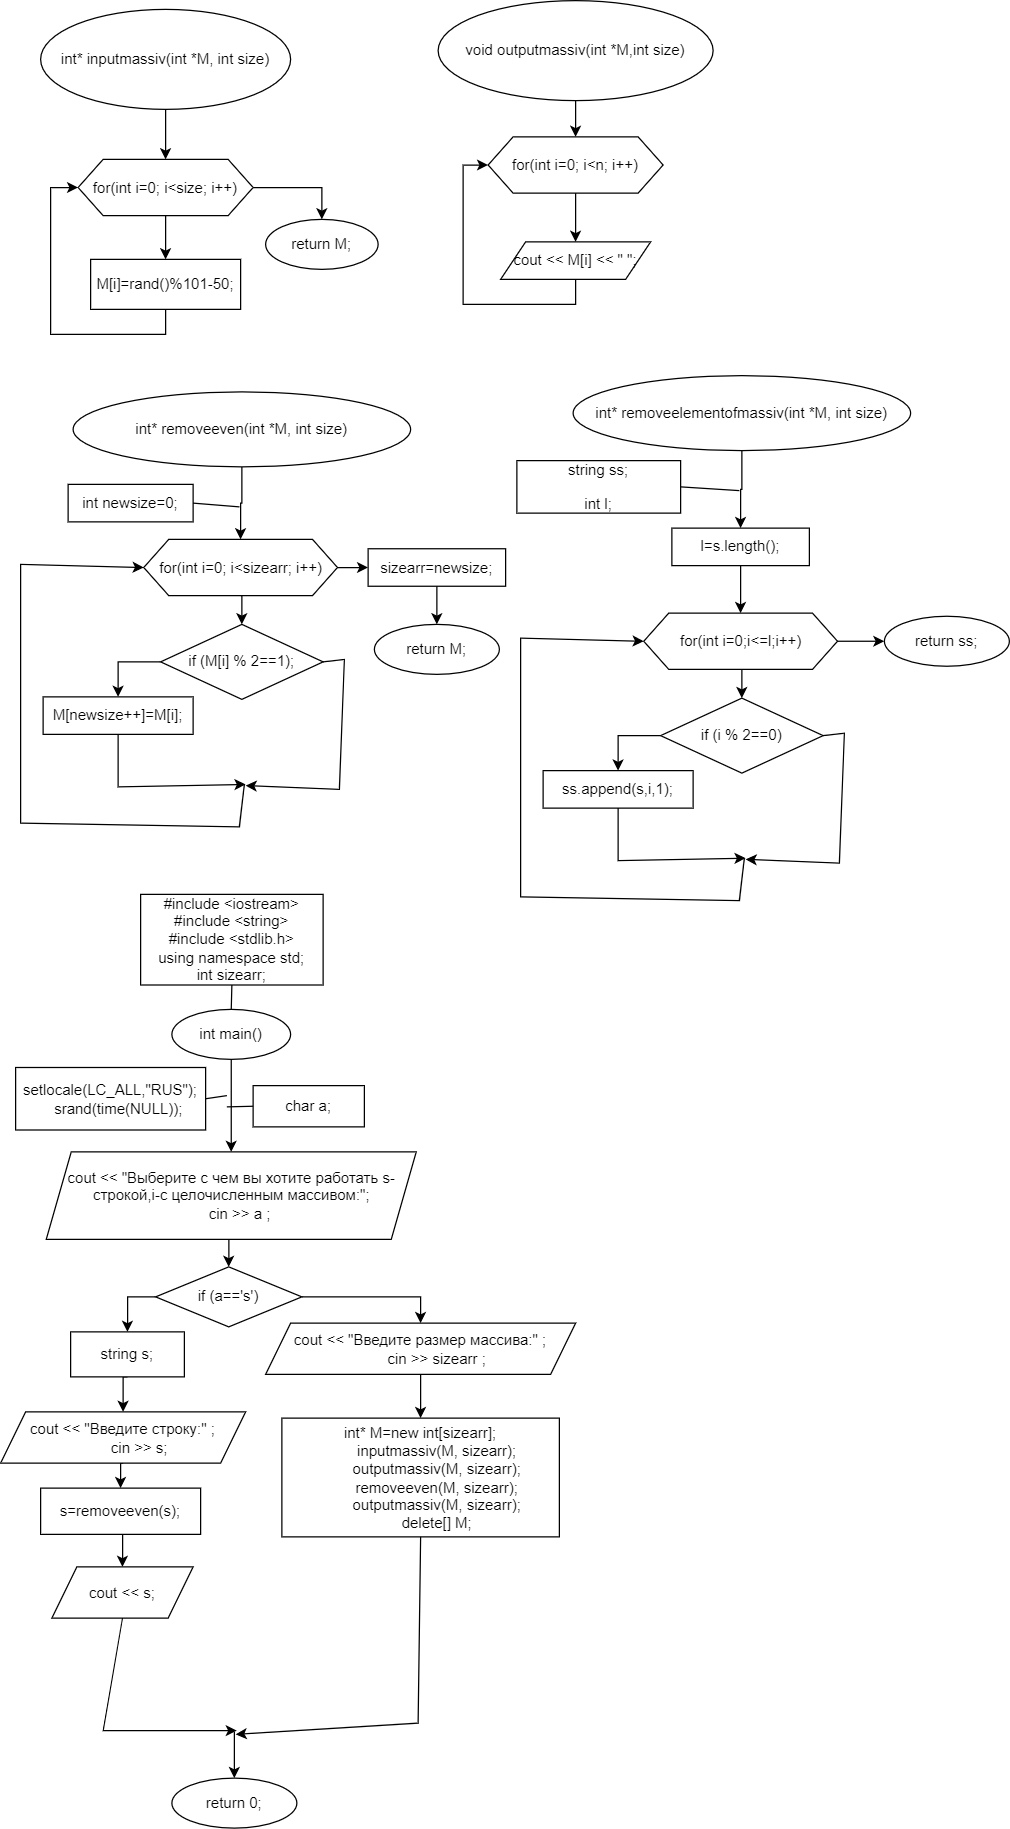 int* inputmassiv(int *M, int size)
for(int i=0; i<size; i++)
return M;
M[i]=rand()%101-50;
void outputmassiv(int *M,int size)
for(int i=0; i<n; i++)
cout << M[i] << " ";
int* removeeven(int *M, int size)
int newsize=0;
for(int i=0; i<sizearr; i++)
sizearr=newsize;
return M;
if (M[i] % 2==1);
M[newsize++]=M[i];
int* removeelementofmassiv(int *M, int size)
string ss;
int l;
l=s.length();
for(int i=0;i<=l;i++)
return ss;
if (i % 2==0)
ss.append(s,i,1);
#include <iostream>
#include <string>
#include <stdlib.h>
using namespace std;
int sizearr;
int main()
setlocale(LC_ALL,"RUS");
srand(time(NULL));
char a;
cout << "Выберите с чем вы хотите работать s-
строкой,i-с целочисленным массивом:";
cin >> a ;
if (a=='s')
string s;
cout << "Введите строку:" ;
cin >> s;
s=removeeven(s);
cout << s;
cout << "Введите размер массива:" ;
cin >> sizearr ;
int* M=new int[sizearr];
inputmassiv(M, sizearr);
outputmassiv(M, sizearr);
removeeven(M, sizearr);
outputmassiv(M, sizearr);
delete[] M;
return 0;